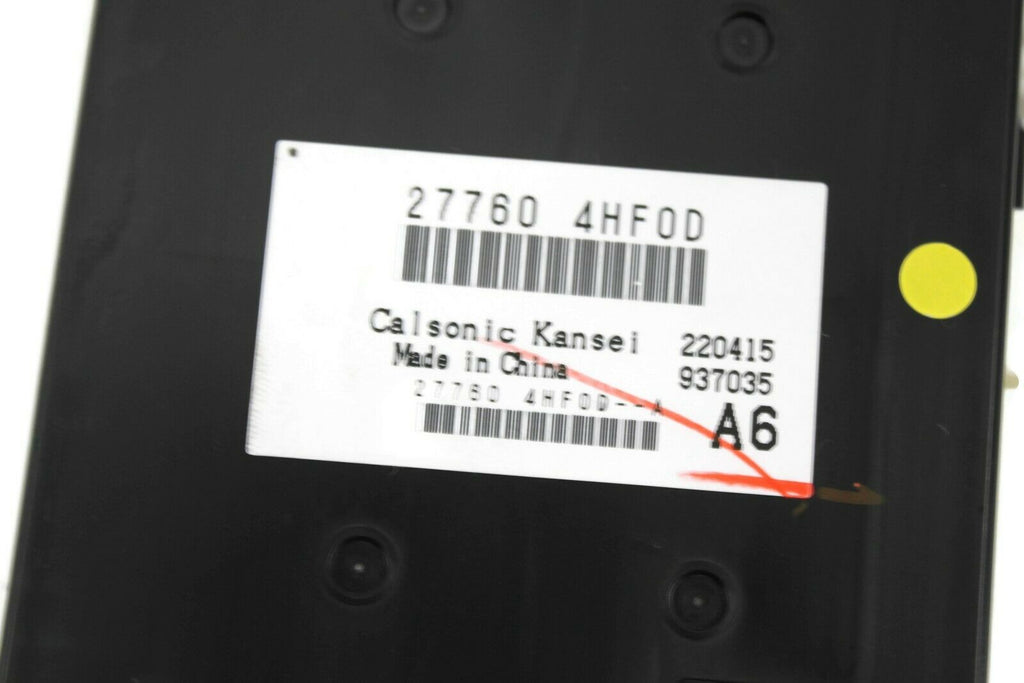 27760 4HF0D
Calsonic Kansei 220415
Made in China 937035
27760 4HF0D--A
A6